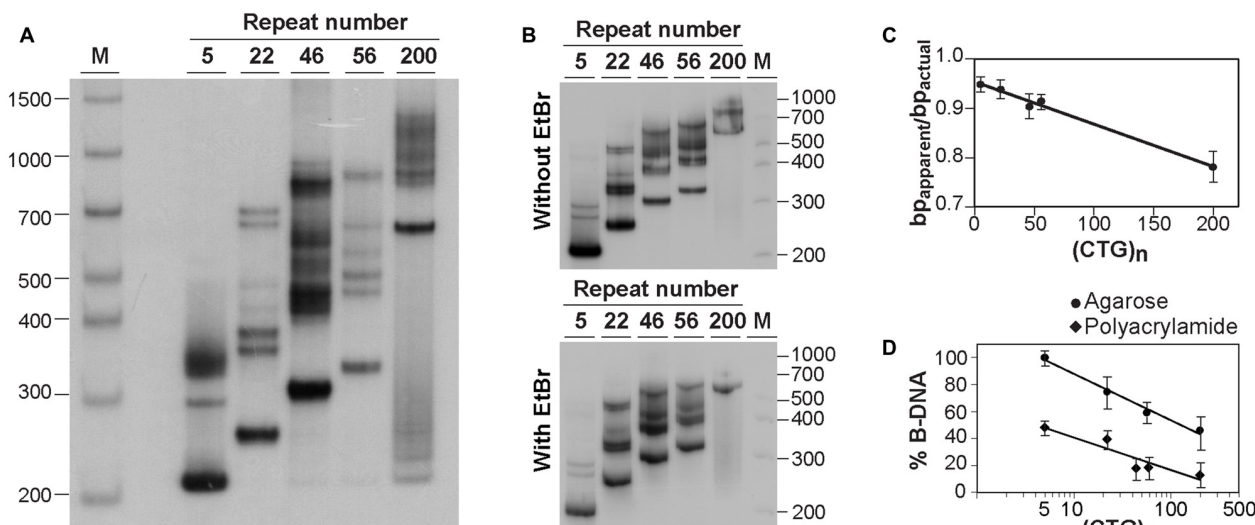 A
Repeat number
M 5 22 46 56 200
1500
1000
700
500
400
300
200
B
Repeat number
5 22 46 56 200 M
Without EtBr
1000
700
500
400
300
200
Repeat number
5 22 46 56 200 M
With EtBr
1000
700
500
400
300
200
C
bpapparent/bpactual
1.0
0.9
0.8
0.7
0 50 100 150 200
(CTG)n
Agarose
Polyacrylamide
D
% B-DNA
100
80
60
40
20
0
5 10 100 500
(CTG)